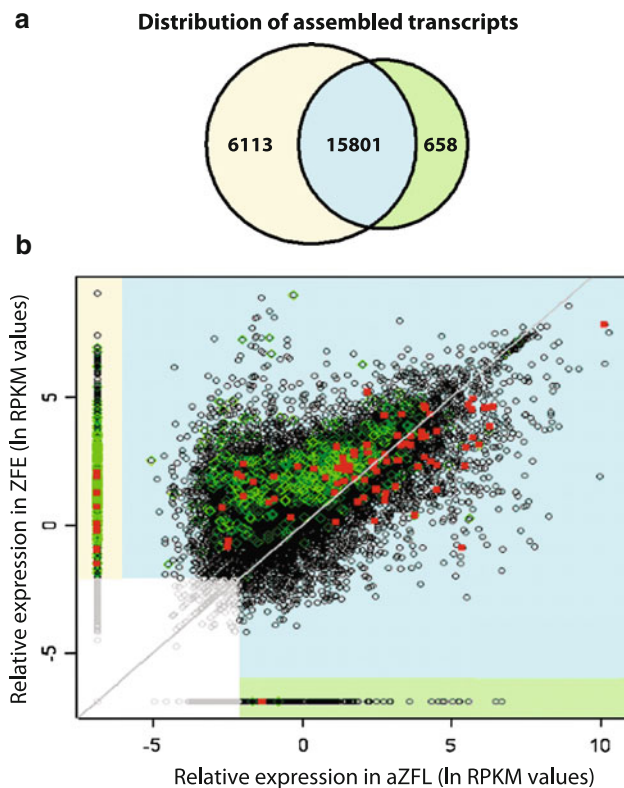 a
Distribution of assembled transcripts
6113 15801 658
b
Relative expression in ZFE (ln RPKM values)
5
0
-5
-5 0 5 10
Relative expression in aZFL (ln RPKM values)